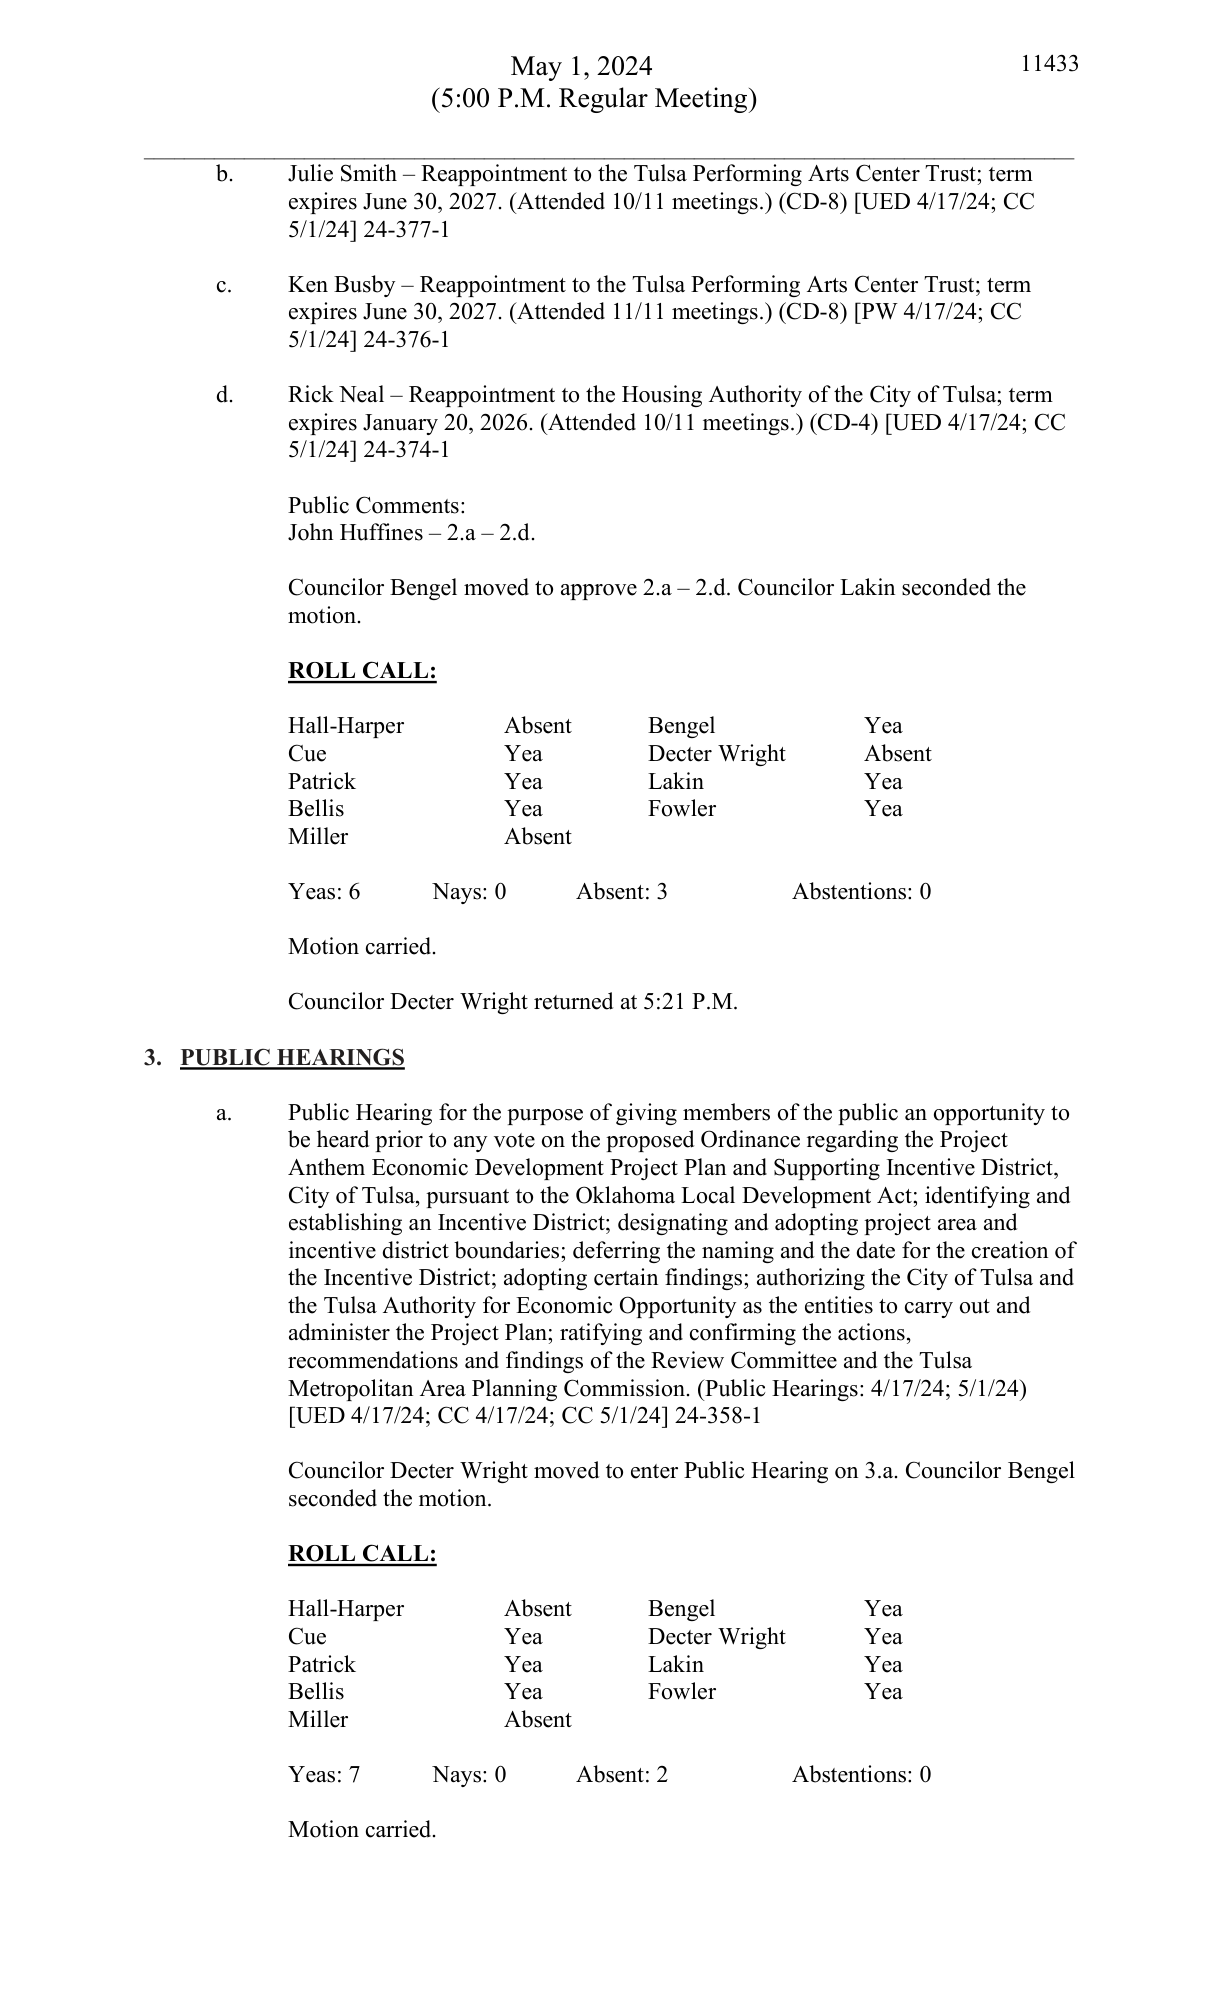 May 1, 2024
11433
(5:00 P.M. Regular Meeting)
b. Julie Smith – Reappointment to the Tulsa Performing Arts Center Trust; term
expires June 30, 2027. (Attended 10/11 meetings.) (CD-8) [UED 4/17/24; CC
5/1/24] 24-377-1
c. Ken Busby – Reappointment to the Tulsa Performing Arts Center Trust; term
expires June 30, 2027. (Attended 11/11 meetings.) (CD-8) [PW 4/17/24; CC
5/1/24] 24-376-1
d. Rick Neal – Reappointment to the Housing Authority of the City of Tulsa; term
expires January 20, 2026. (Attended 10/11 meetings.) (CD-4) [UED 4/17/24; CC
5/1/24] 24-374-1
Public Comments:
John Huffines – 2.a – 2.d.
Councilor Bengel moved to approve 2.a – 2.d. Councilor Lakin seconded the
motion.
ROLL CALL:
Hall-Harper Absent Bengel Yea
Cue Yea Decter Wright Absent
Patrick Yea Lakin Yea
Bellis Yea Fowler Yea
Miller Absent
Yeas: 6 Nays: 0 Absent: 3 Abstentions: 0
Motion carried.
Councilor Decter Wright returned at 5:21 P.M.
3. PUBLIC HEARINGS
a. Public Hearing for the purpose of giving members of the public an opportunity to
be heard prior to any vote on the proposed Ordinance regarding the Project
Anthem Economic Development Project Plan and Supporting Incentive District,
City of Tulsa, pursuant to the Oklahoma Local Development Act; identifying and
establishing an Incentive District; designating and adopting project area and
incentive district boundaries; deferring the naming and the date for the creation of
the Incentive District; adopting certain findings; authorizing the City of Tulsa and
the Tulsa Authority for Economic Opportunity as the entities to carry out and
administer the Project Plan; ratifying and confirming the actions,
recommendations and findings of the Review Committee and the Tulsa
Metropolitan Area Planning Commission. (Public Hearings: 4/17/24; 5/1/24)
[UED 4/17/24; CC 4/17/24; CC 5/1/24] 24-358-1
Councilor Decter Wright moved to enter Public Hearing on 3.a. Councilor Bengel
seconded the motion.
ROLL CALL:
Hall-Harper Absent Bengel Yea
Cue Yea Decter Wright Yea
Patrick Yea Lakin Yea
Bellis Yea Fowler Yea
Miller Absent
Yeas: 7 Nays: 0 Absent: 2 Abstentions: 0
Motion carried.